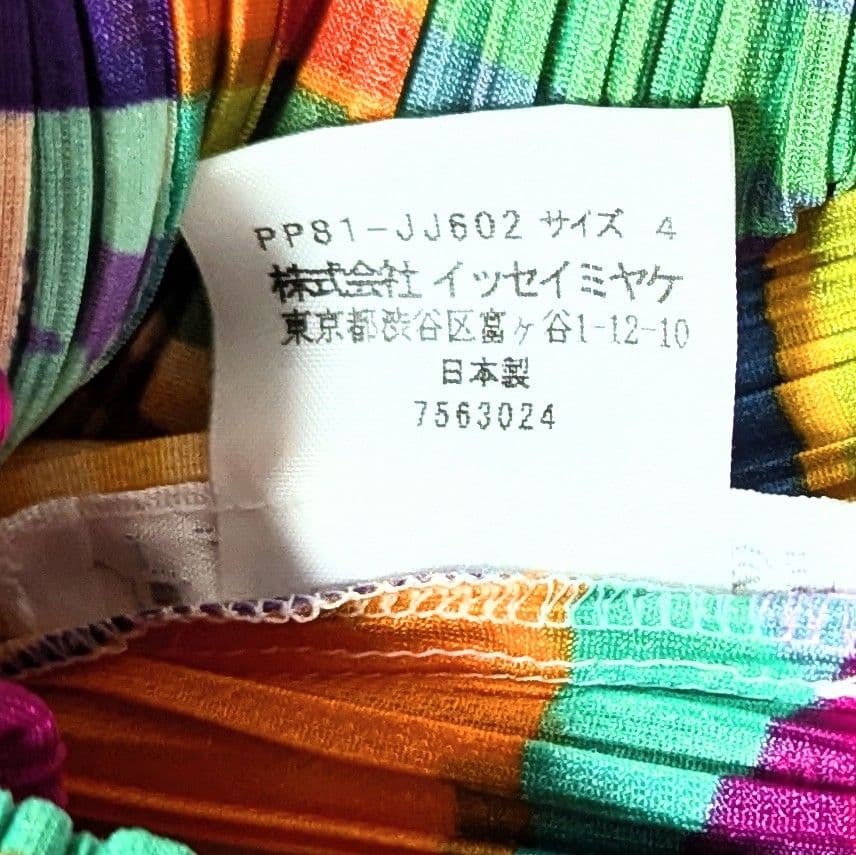 PP81-JJ602 サイズ 4
株式会社 イッセイミヤケ
東京都渋谷区富ヶ谷1-12-10
日本製
7563024